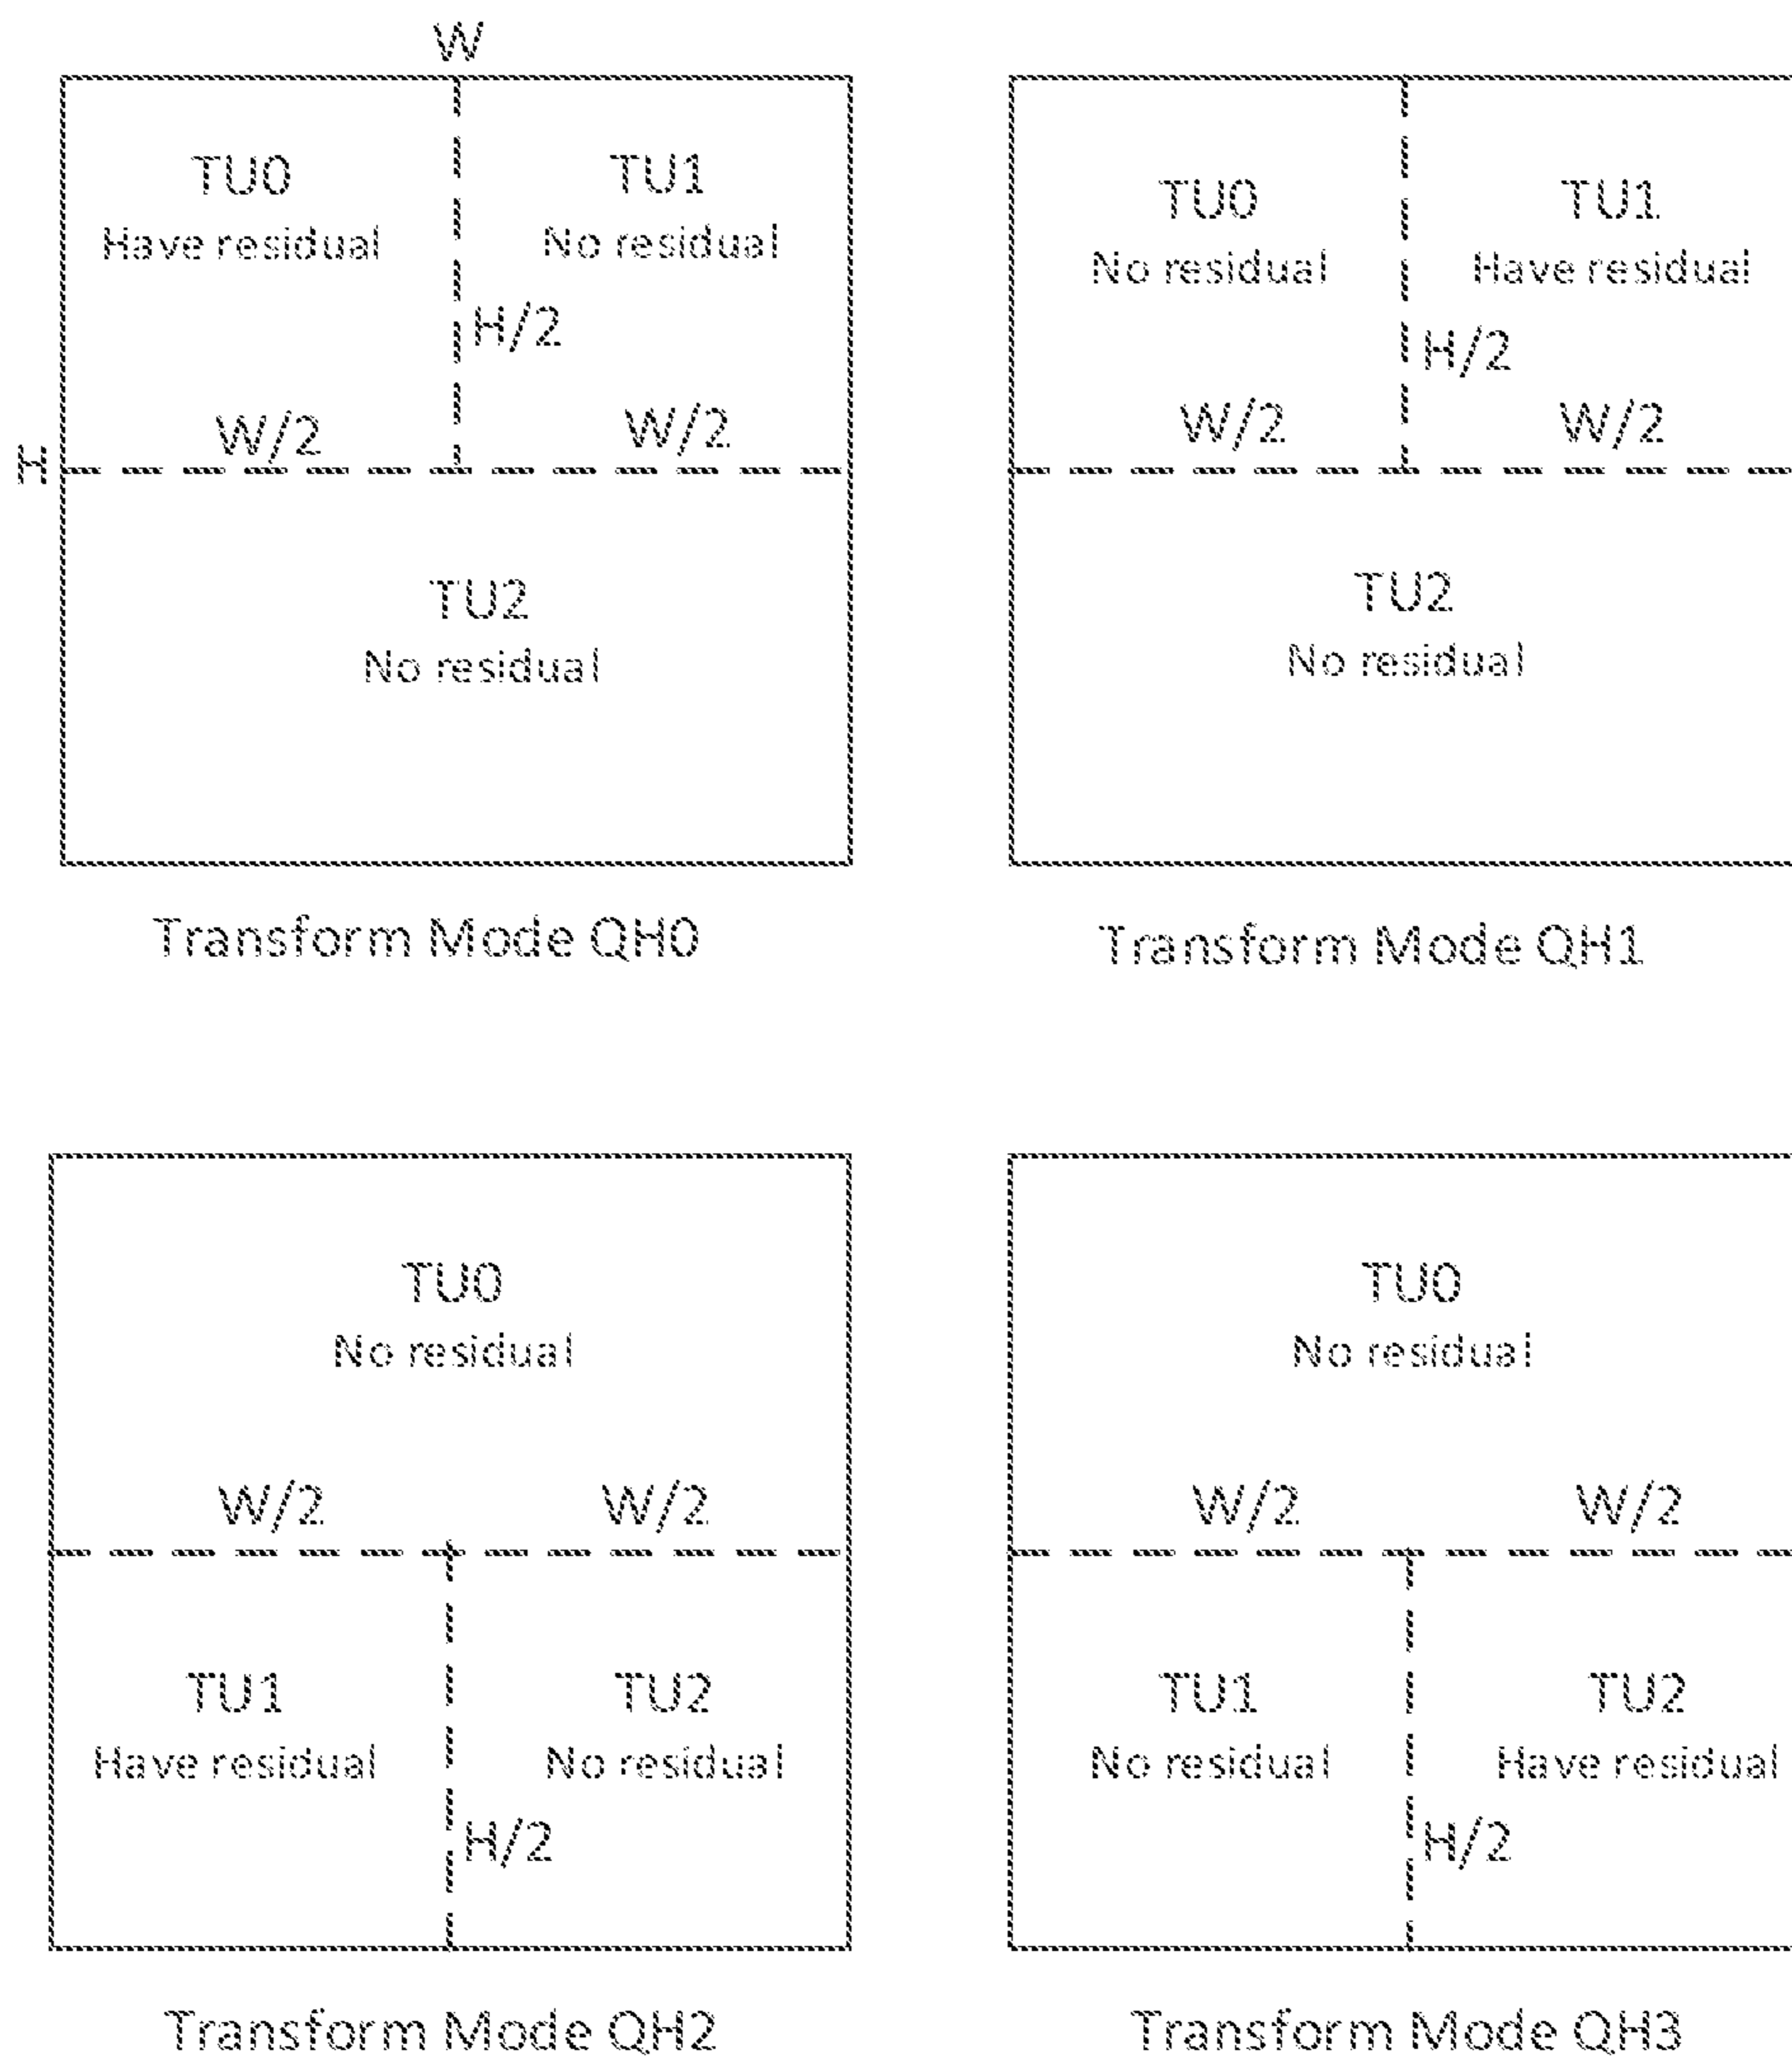 W
TU0
Have residual
TU1
No residual
H/2
W/2
W/2
H
TU2
No residual
Transform Mode QH0
TU0
No residual
TU1
Have residual
H/2
W/2
W/2
TU2
No residual
Transform Mode QH1
TU0
No residual
W/2
W/2
TU1
Have residual
TU2
No residual
H/2
Transform Mode QH2
TU0
No residual
W/2
W/2
TU1
No residual
TU2
Have residual
H/2
Transform Mode QH3